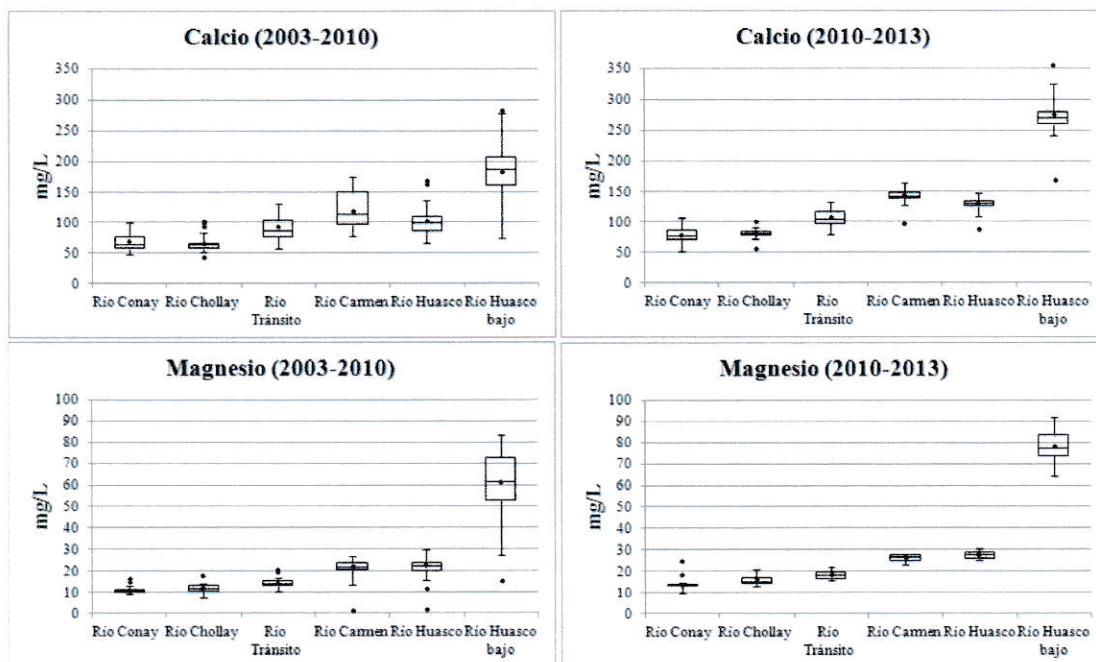 Calcio (2003-2010)
350
300
250
200
150
100
50
0
mg/L
Río Conay Río Chollay Río Río Carmen Río Huasco Río Huasco
Tránsito bajo
Calcio (2010-2013)
350
300
250
200
150
100
50
0
mg/L
Río Conay Río Chollay Río Río Carmen Río Huasco Río Huasco
Tránsito bajo
Magnesio (2003-2010)
100
90
80
70
60
50
40
30
20
10
0
mg/L
Río Conay Río Chollay Río Río Carmen Río Huasco Río Huasco
Tránsito bajo
Magnesio (2010-2013)
100
90
80
70
60
50
40
30
20
10
0
mg/L
Río Conay Río Chollay Río Río Carmen Río Huasco Río Huasco
Tránsito bajo